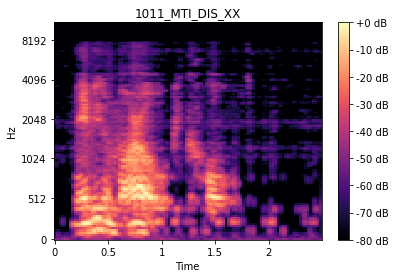 1011_MTI_DIS_XX
+0 dB
8192
-10 dB
4096
-20 dB
-30 dB
2048
Hz
-40 dB
1024
-50 dB
-60 dB
512
-70 dB
0
-80 dB
0 0.5 1 1.5 2
Time